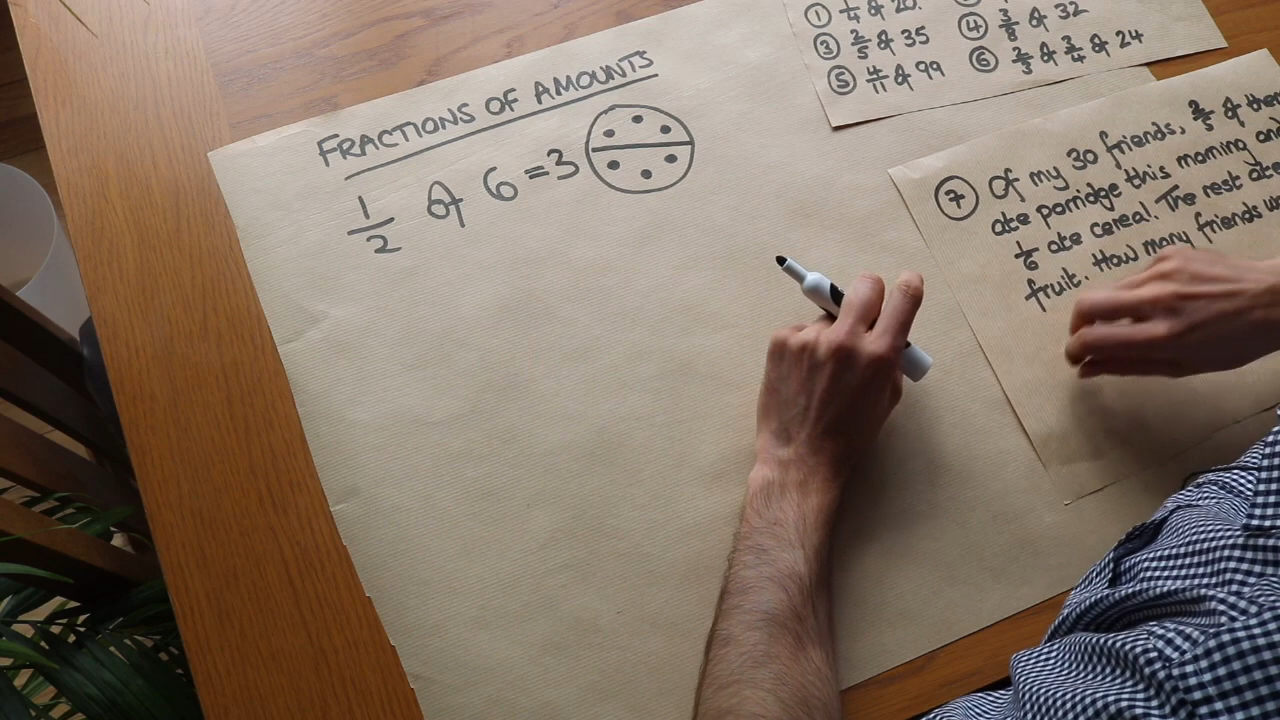 FRACTIONS OF AMOUNTS
1/2 of 6 = 3
① 1/4 of 20.
③ 2/5 of 35
④ 3/8 of 32
⑤ 4/11 of 99
⑥ 2/3 of 3/4 of 24
⑦ Of my 30 friends, 2/5 of
ate porridge this morning
1/6 ate cereal. The rest ate
fruit. How many friends